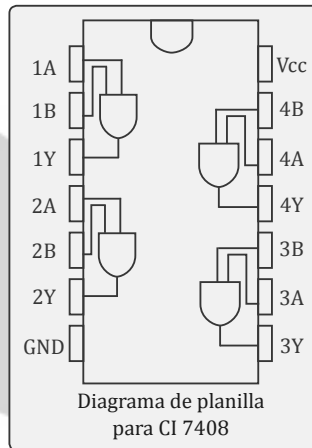 1A
1B
1Y
2A
2B
2Y
GND
Vcc
4B
4A
4Y
3B
3A
3Y
Diagrama de planilla
para CI 7408